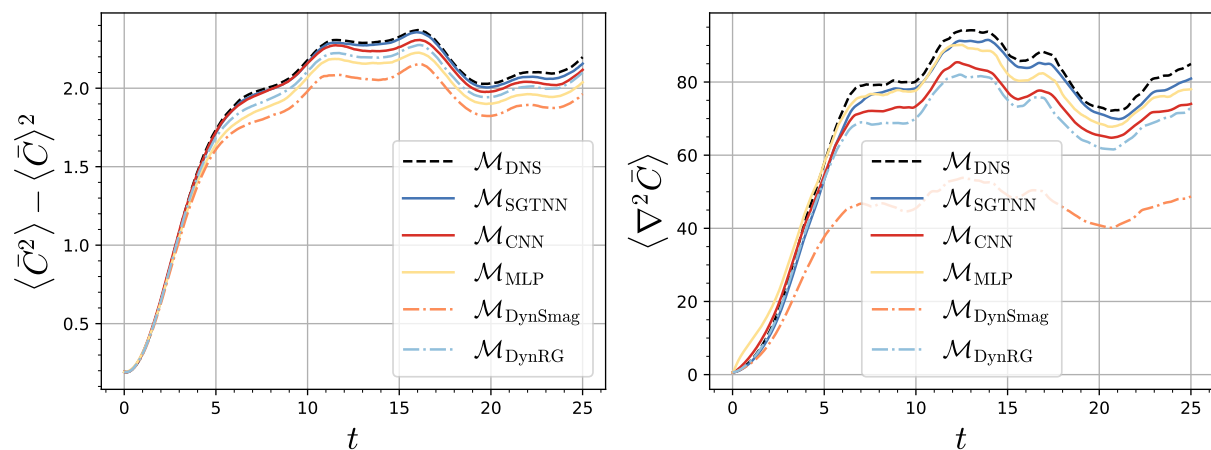 ⟨C̄²⟩ − ⟨C̄⟩²
2.0
1.5
1.0
0.5
0 5 10 15 20 25
t
ℳ_DNS
ℳ_SGTNN
ℳ_CNN
ℳ_MLP
ℳ_DynSmag
ℳ_DynRG
⟨∇²C̄⟩
80
60
40
20
0
0 5 10 15 20 25
t
ℳ_DNS
ℳ_SGTNN
ℳ_CNN
ℳ_MLP
ℳ_DynSmag
ℳ_DynRG